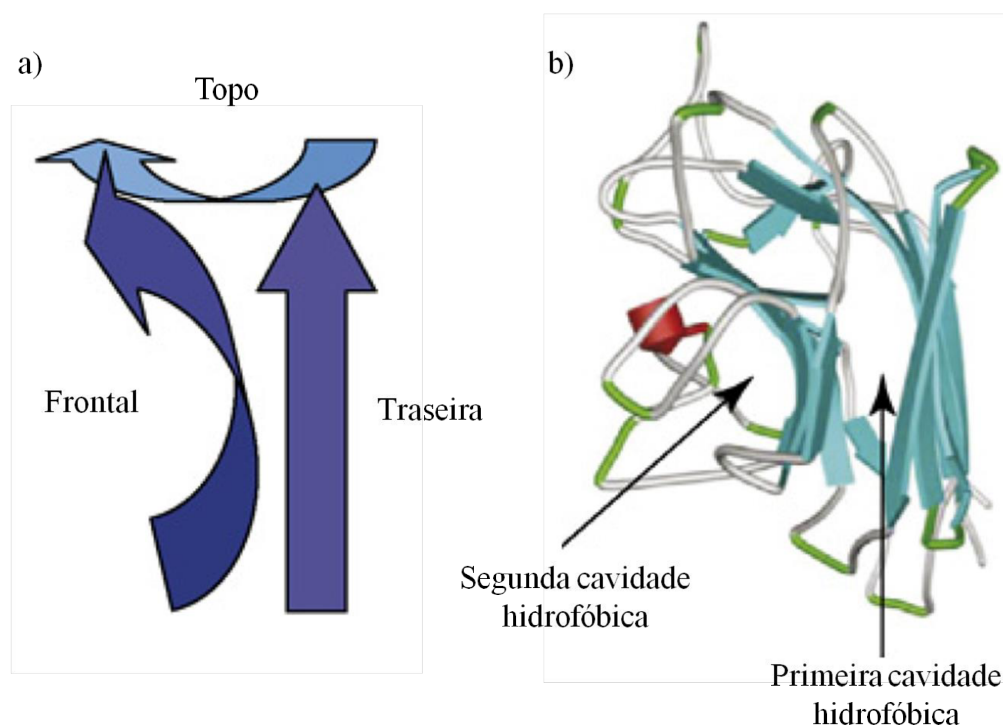 a)
Topo
Frontal
Traseira
b)
Segunda cavidade
hidrofóbica
Primeira cavidade
hidrofóbica